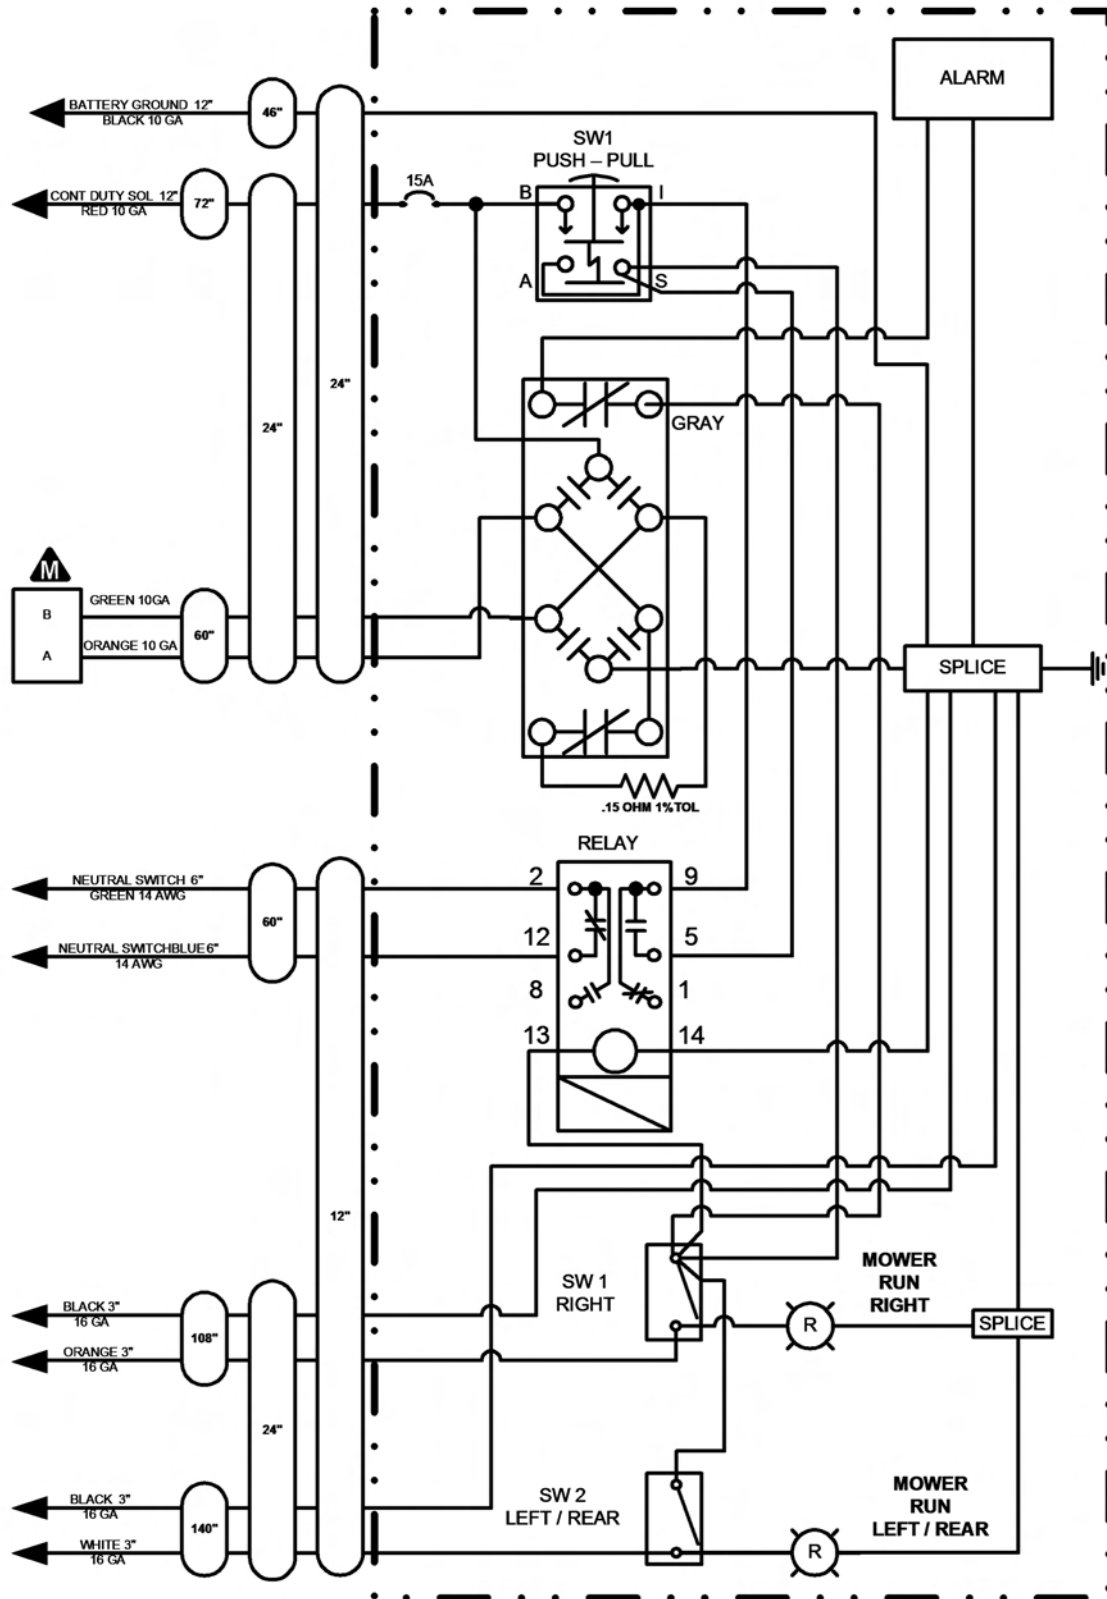 ALARM
BATTERY GROUND 12"
BLACK 10 GA
46"
SW1
PUSH – PULL
CONT DUTY SOL 12"
RED 10 GA
72"
15A
B
I
A
S
24"
24"
GRAY
M
B
GREEN 10GA
A
ORANGE 10 GA
60"
SPLICE
.15 OHM 1%TOL
RELAY
NEUTRAL SWITCH 6"
GREEN 14 AWG
2
9
60"
NEUTRAL SWITCHBLUE6"
14 AWG
12
5
8
1
13
14
12"
SW 1
RIGHT
MOWER
RUN
RIGHT
BLACK 3"
16 GA
108"
R
SPLICE
ORANGE 3"
16 GA
24"
BLACK 3"
16 GA
140"
WHITE 3"
16 GA
SW 2
LEFT / REAR
MOWER
RUN
LEFT / REAR
R